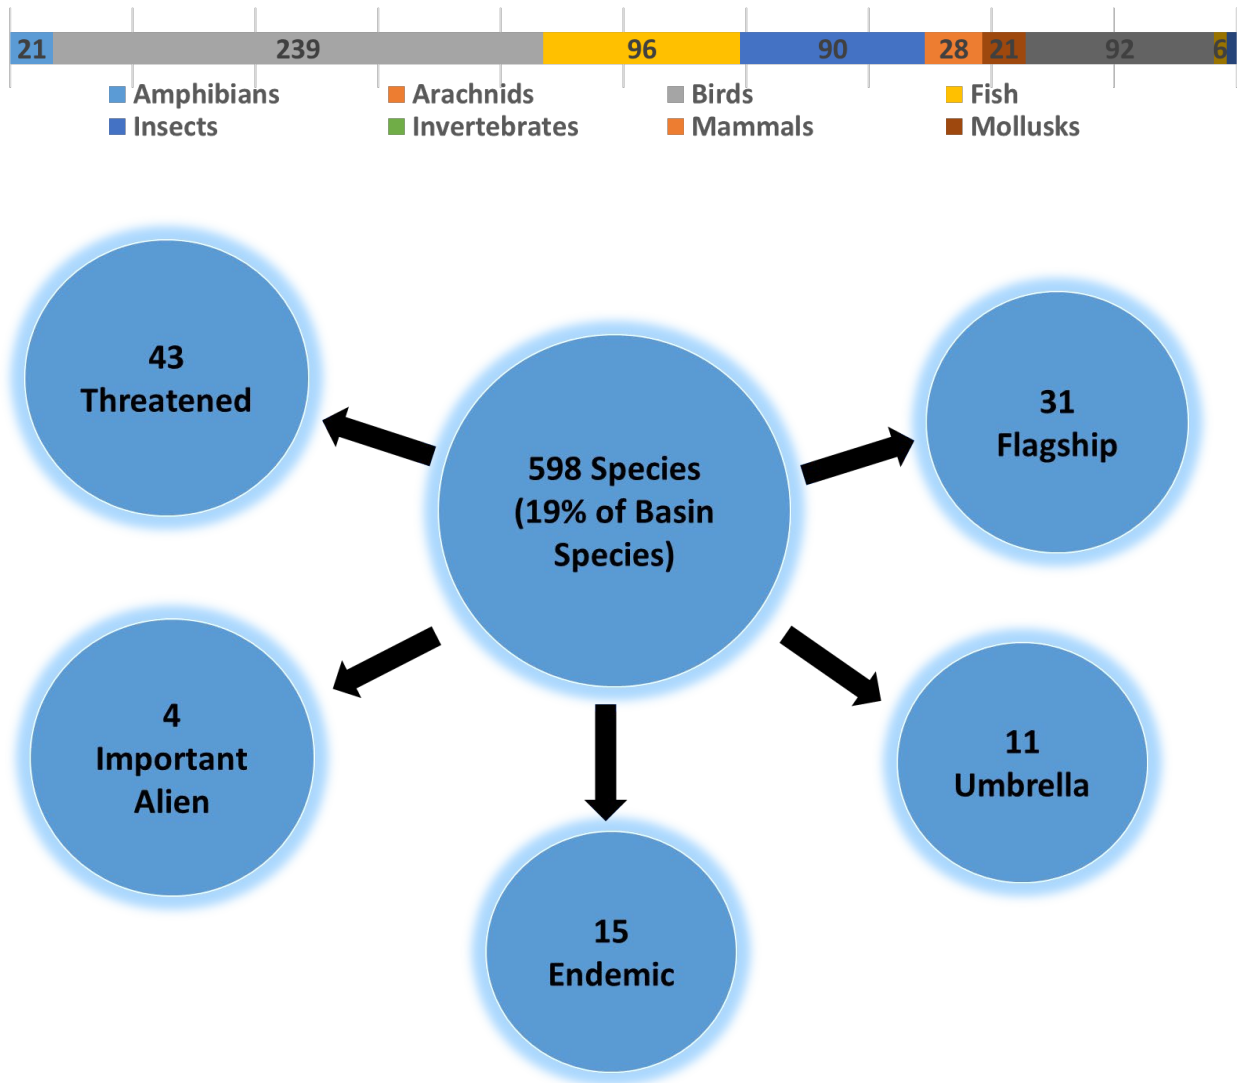 21 239 96 90 28 21 92 6
Amphibians Arachnids Birds Fish
Insects Invertebrates Mammals Mollusks
43
Threatened
31
Flagship
598 Species
(19% of Basin
Species)
4
Important
Alien
11
Umbrella
15
Endemic